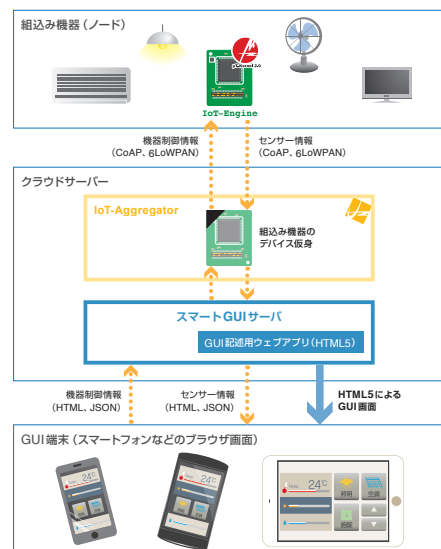 組込み機器（ノード）
μT-Kernel 2.0
IoT-Engine
機器制御情報
（CoAP、6LoWPAN）
センサー情報
（CoAP、6LoWPAN）
クラウドサーバー
IoT-Aggregator
組込み機器の
デバイス仮身
スマートGUIサーバ
GUI記述用ウェブアプリ（HTML5）
機器制御情報
（HTML、JSON）
センサー情報
（HTML、JSON）
HTML5による
GUI画面
GUI端末（スマートフォンなどのブラウザ画面）
24℃
24℃
24℃
照明
空調